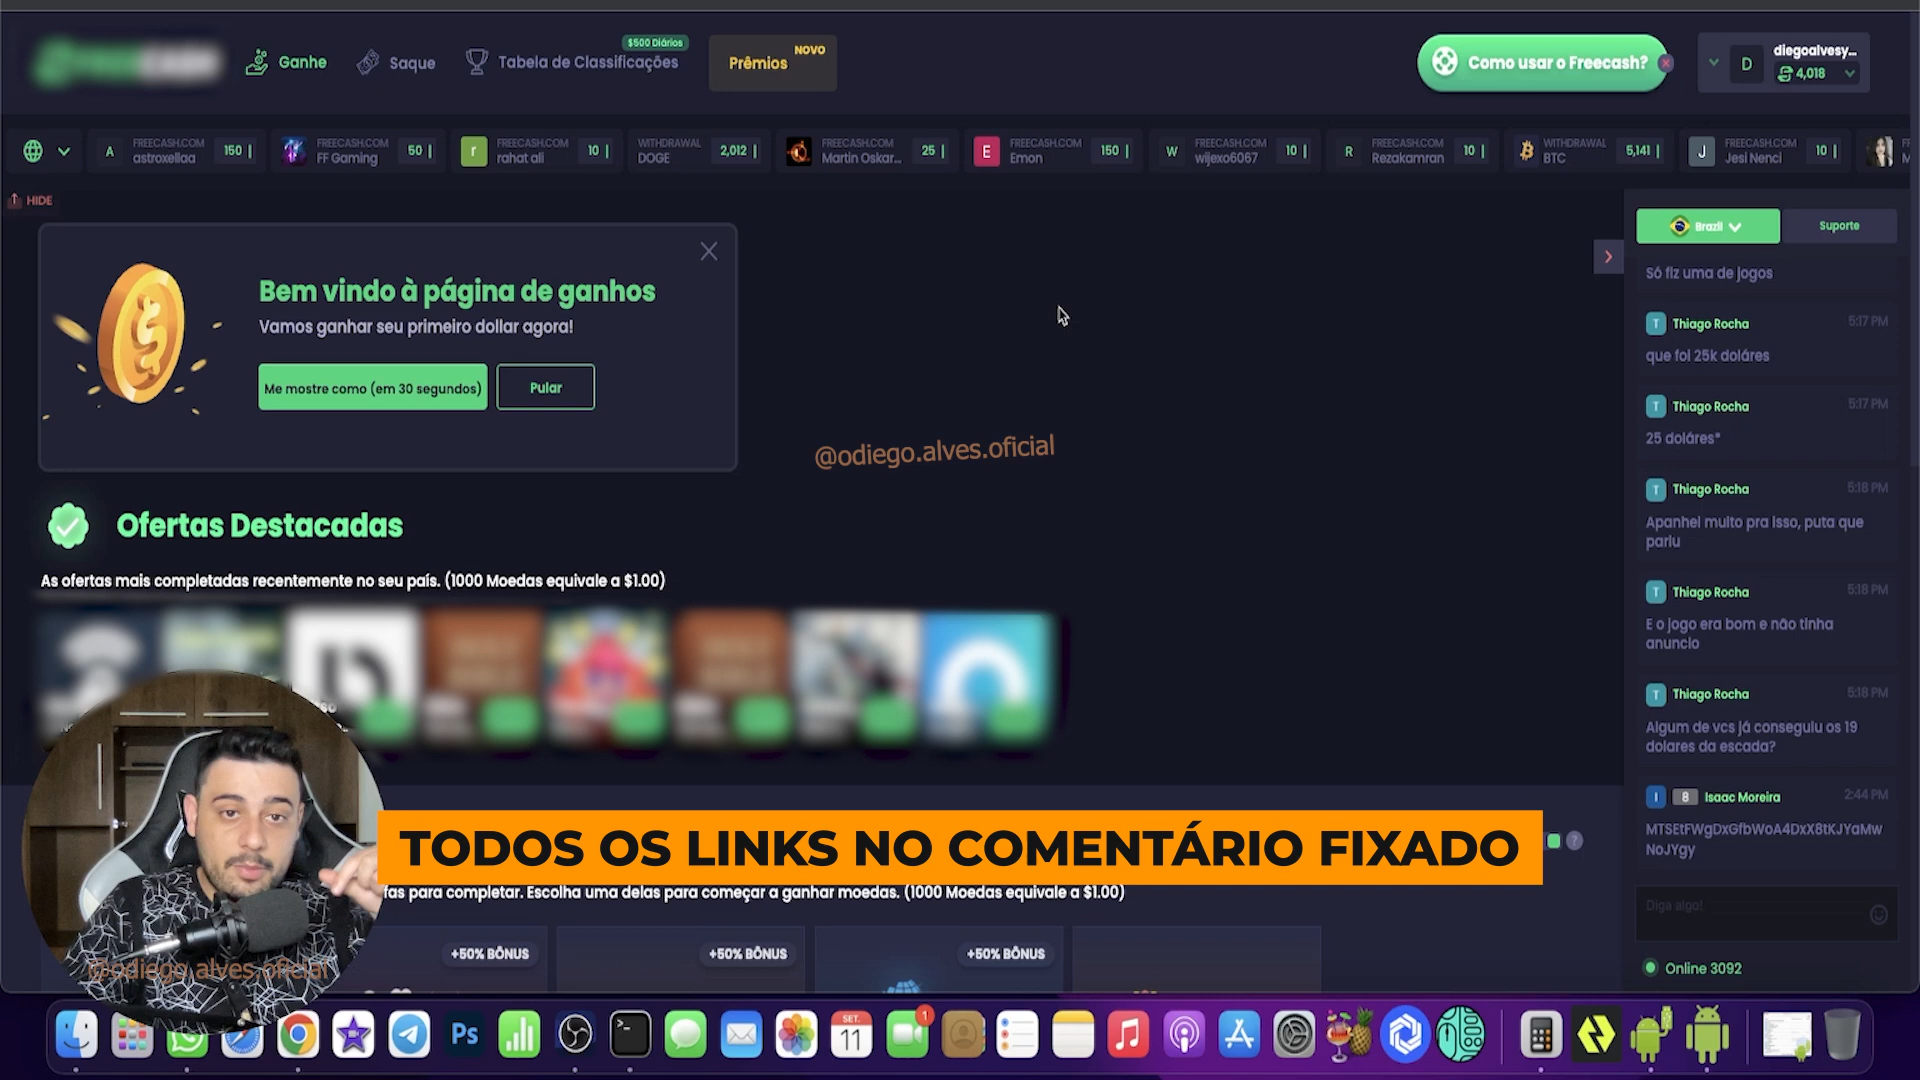 Ganhe
Saque
Tabela de Classificações
$500 Diários
Prêmios
NOVO
Como usar o Freecash?
D
diegoalvesy...
4,018
A
FREECASH.COM
astroxellaa
150
FREECASH.COM
FF Gaming
50
r
FREECASH.COM
rahat ali
10
WITHDRAWAL
DOGE
2,012
FREECASH.COM
Martin Oskar...
25
E
FREECASH.COM
Emon
150
W
FREECASH.COM
wijexo6067
10
R
FREECASH.COM
Rezakamran
10
WITHDRAWAL
BTC
5,141
J
FREECASH.COM
Jesi Nenci
10
HIDE
Bem vindo à página de ganhos
Vamos ganhar seu primeiro dollar agora!
Me mostre como (em 30 segundos)
Pular
@odiego.alves.oficial
Ofertas Destacadas
As ofertas mais completadas recentemente no seu país. (1000 Moedas equivale a $1.00)
TODOS OS LINKS NO COMENTÁRIO FIXADO
para completar. Escolha uma delas para começar a ganhar moedas. (1000 Moedas equivale a $1.00)
+50% BÔNUS
+50% BÔNUS
+50% BÔNUS
@odiego.alves.oficial
Brazil
Suporte
Só fiz uma de jogos
T
Thiago Rocha
5:17 PM
que foi 25k doláres
T
Thiago Rocha
5:17 PM
25 doláres*
T
Thiago Rocha
5:18 PM
Apanhei muito pra isso, puta que
pariu
T
Thiago Rocha
5:18 PM
E o jogo era bom e não tinha
anuncio
T
Thiago Rocha
5:18 PM
Algum de vcs já conseguiu os 19
dolares da escada?
I
8
Isaac Moreira
2:44 PM
MTSEtFWgDxGfbWoA4DxX8tKJYaMw
NoJYgy
Diga algo!
Online 3092
Ps
SET.
11
1